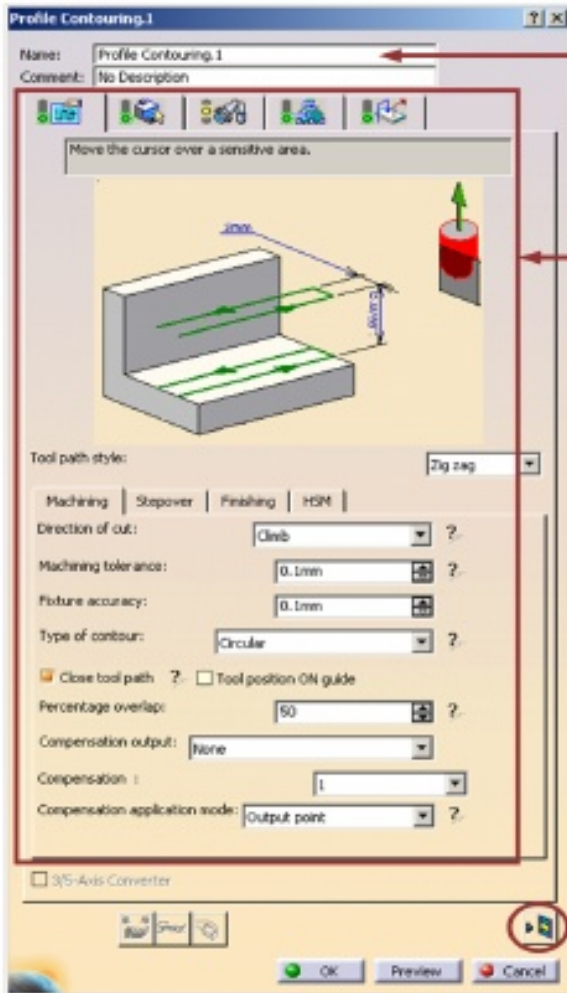 Profile Contouring.1
Name: Profile Contouring.1
Comment: No Description
Move the cursor over a sensitive area.
2mm
Tool path style: Zig zag
Machining Stepover Finishing HSM
Direction of cut: Climb ?
Machining tolerance: 0.1mm ?
Fixture accuracy: 0.1mm
Type of contour: Circular ?
Close tool path ? Tool position ON guide
Percentage overlap: 50 ?
Compensation output: None
Compensation : 1
Compensation application mode: Output point ?
3/5-Axis Converter
OK Preview Cancel